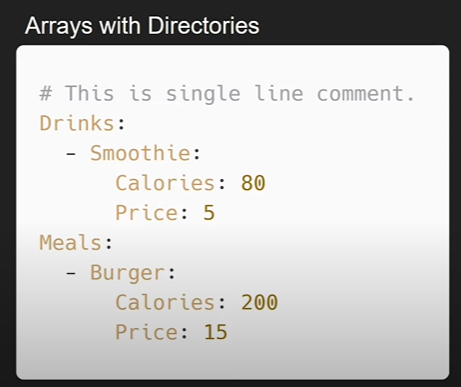 Arrays with Directories
# This is single line comment.
Drinks:
  - Smoothie:
      Calories: 80
      Price: 5
Meals:
  - Burger:
      Calories: 200
      Price: 15